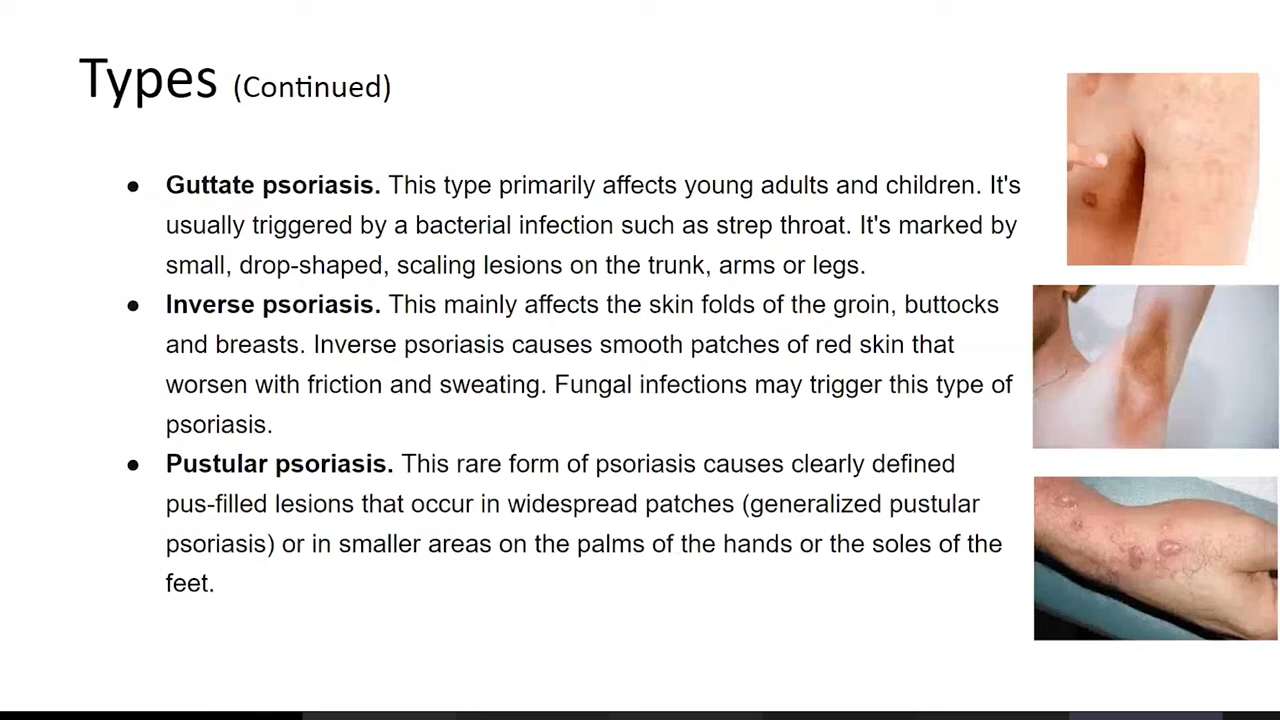 Types (Continued)
● Guttate psoriasis. This type primarily affects young adults and children. It's
usually triggered by a bacterial infection such as strep throat. It's marked by
small, drop-shaped, scaling lesions on the trunk, arms or legs.
● Inverse psoriasis. This mainly affects the skin folds of the groin, buttocks
and breasts. Inverse psoriasis causes smooth patches of red skin that
worsen with friction and sweating. Fungal infections may trigger this type of
psoriasis.
● Pustular psoriasis. This rare form of psoriasis causes clearly defined
pus-filled lesions that occur in widespread patches (generalized pustular
psoriasis) or in smaller areas on the palms of the hands or the soles of the
feet.